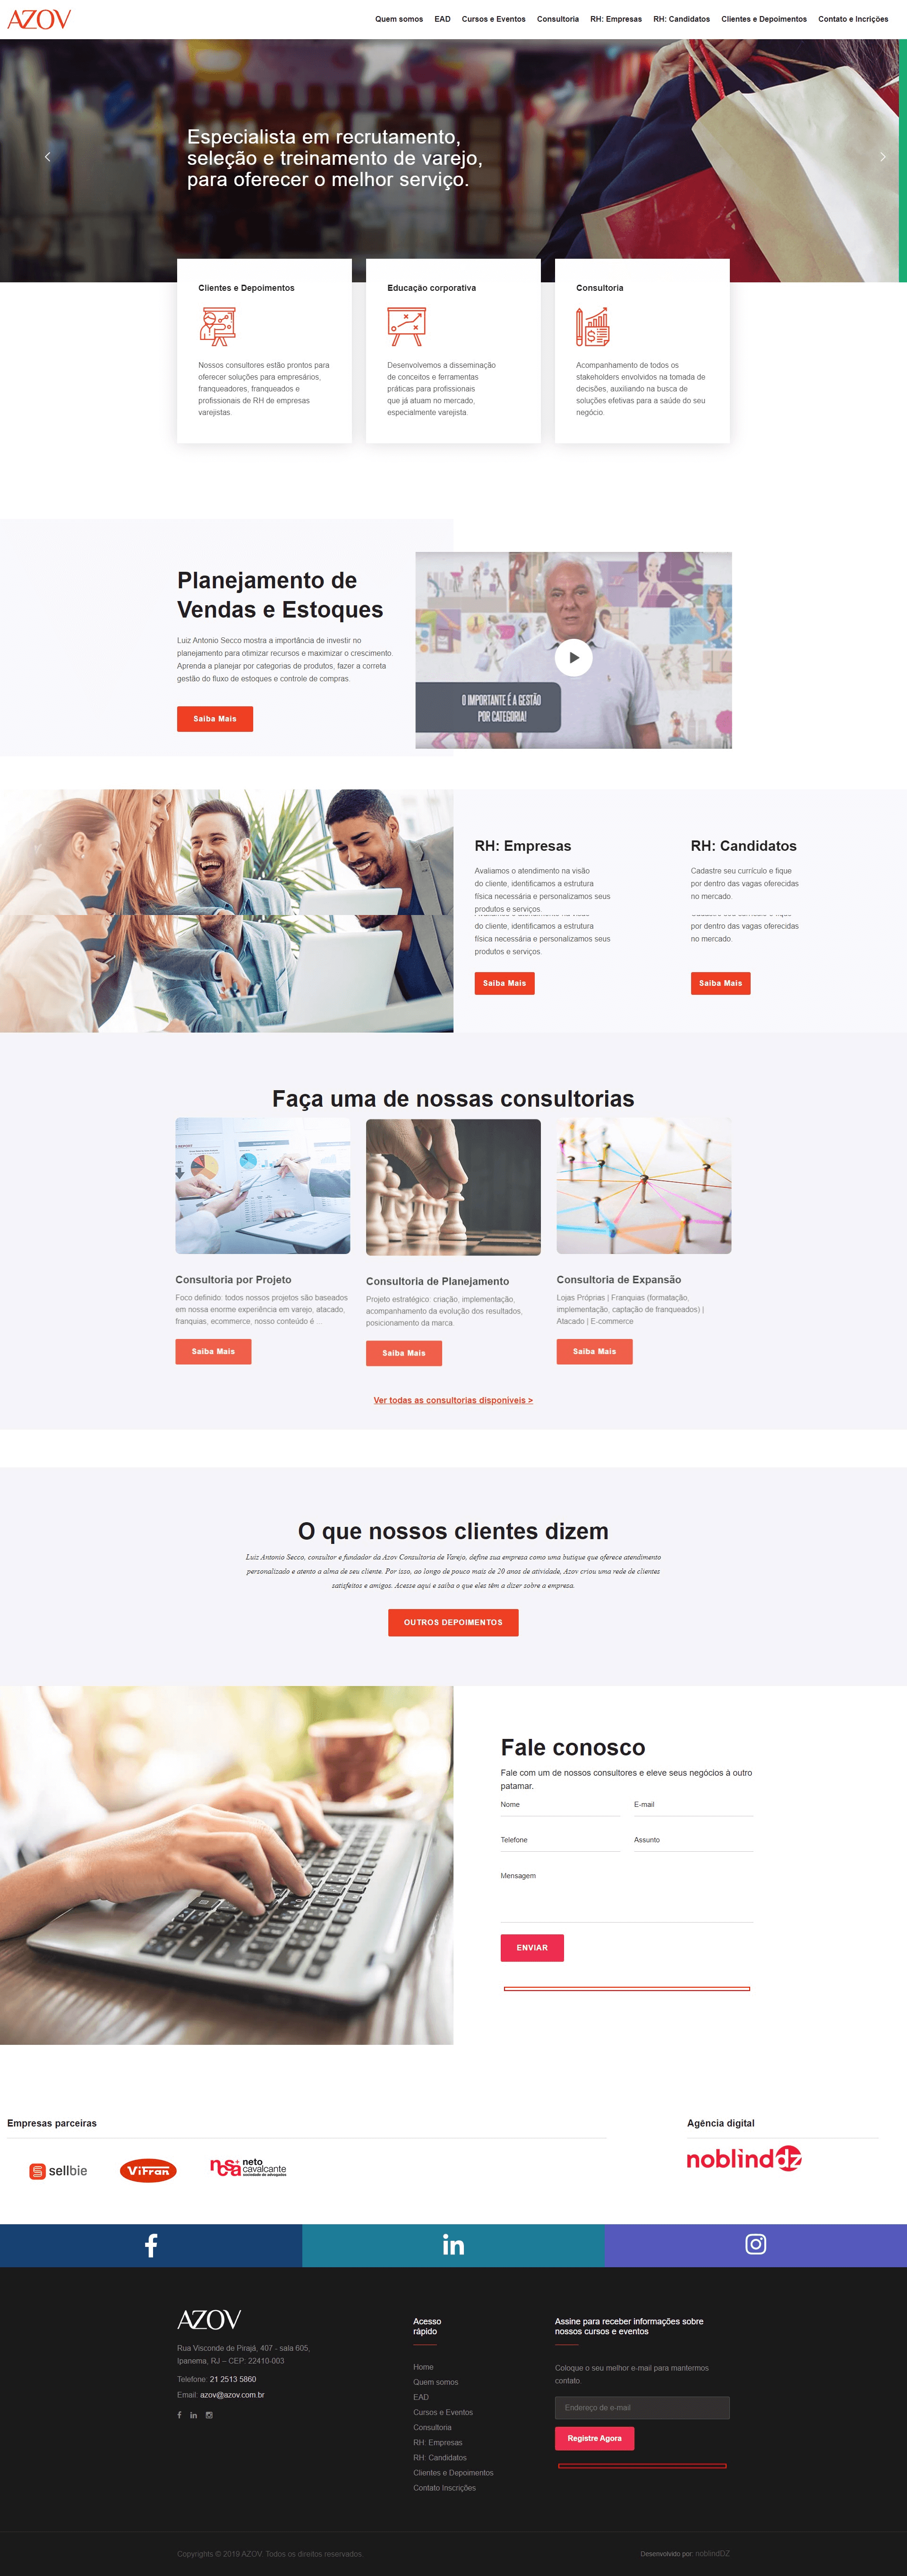 AZOV
Quem somos EAD Cursos e Eventos Consultoria RH: Empresas RH: Candidatos Clientes e Depoimentos Contato e Incrições
Especialista em recrutamento,
seleção e treinamento de varejo,
para oferecer o melhor serviço.
Clientes e Depoimentos
Nossos consultores estão prontos para
oferecer soluções para empresários,
franqueadores, franqueados e
profissionais de RH de empresas
varejistas.
Educação corporativa
Desenvolvemos a disseminação
de conceitos e ferramentas
práticas para profissionais
que já atuam no mercado,
especialmente varejista.
Consultoria
Acompanhamento de todos os
stakeholders envolvidos na tomada de
decisões, auxiliando na busca de
soluções efetivas para a saúde do seu
negócio.
Planejamento de
Vendas e Estoques
Luiz Antonio Secco mostra a importância de investir no
planejamento para otimizar recursos e maximizar o crescimento.
Aprenda a planejar por categorias de produtos, fazer a correta
gestão do fluxo de estoques e controle de compras.
Saiba Mais
O IMPORTANTE É A GESTÃO
POR CATEGORIA!
RH: Empresas
Avaliamos o atendimento na visão
do cliente, identificamos a estrutura
física necessária e personalizamos seus
produtos e serviços.
do cliente, identificamos a estrutura
física necessária e personalizamos seus
produtos e serviços.
Saiba Mais
RH: Candidatos
Cadastre seu currículo e fique
por dentro das vagas oferecidas
no mercado.
por dentro das vagas oferecidas
no mercado.
Saiba Mais
Faça uma de nossas consultorias
REPORT
Consultoria por Projeto
Foco definido: todos nossos projetos são baseados
em nossa enorme experiência em varejo, atacado,
franquias, ecommerce, nosso conteúdo é ...
Saiba Mais
Consultoria de Planejamento
Projeto estratégico: criação, implementação,
acompanhamento da evolução dos resultados,
posicionamento da marca.
Saiba Mais
Consultoria de Expansão
Lojas Próprias | Franquias (formatação,
implementação, captação de franqueados) |
Atacado | E-commerce
Saiba Mais
Ver todas as consultorias disponíveis >
O que nossos clientes dizem
Luiz Antonio Secco, consultor e fundador da Azov Consultoria de Varejo, define sua empresa como uma butique que oferece atendimento
personalizado e atento a alma de seu cliente. Por isso, ao longo de pouco mais de 20 anos de atividade, Azov criou uma rede de clientes
satisfeitos e amigos. Acesse aqui e saiba o que eles têm a dizer sobre a empresa.
OUTROS DEPOIMENTOS
Fale conosco
Fale com um de nossos consultores e eleve seus negócios à outro
patamar.
Nome E-mail
Telefone Assunto
Mensagem
ENVIAR
Empresas parceiras
sellbie
ViFran
ncsa+ neto
cavalcante
sociedade de advogados
Agência digital
noblinddz
AZOV
Rua Visconde de Pirajá, 407 - sala 605,
Ipanema, RJ – CEP: 22410-003
Telefone: 21 2513 5860
Email: azov@azov.com.br
Acesso
rápido
Home
Quem somos
EAD
Cursos e Eventos
Consultoria
RH: Empresas
RH: Candidatos
Clientes e Depoimentos
Contato Inscrições
Assine para receber informações sobre
nossos cursos e eventos
Coloque o seu melhor e-mail para mantermos
contato.
Endereço de e-mail
Registre Agora
Copyrights © 2019 AZOV. Todos os direitos reservados.
Desenvolvido por: noblindDZ